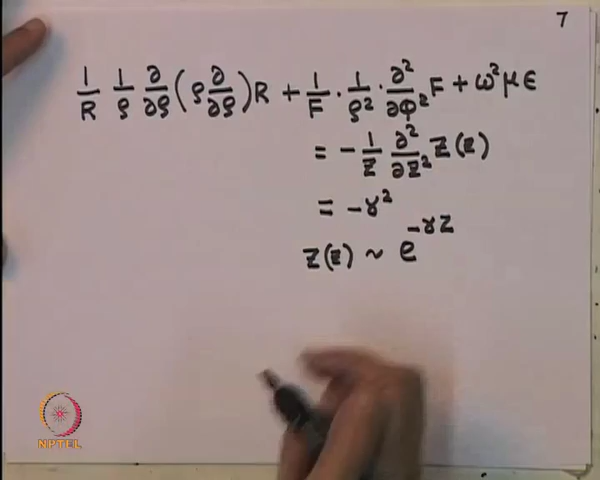 7
1/R 1/ρ ∂/∂ρ (ρ ∂/∂ρ) R + 1/F · 1/ρ² · ∂²/∂φ² F + ω²με
= - 1/Z ∂²/∂z² Z(z)
= -γ²
Z(z) ~ e^{-γz}
NPTEL